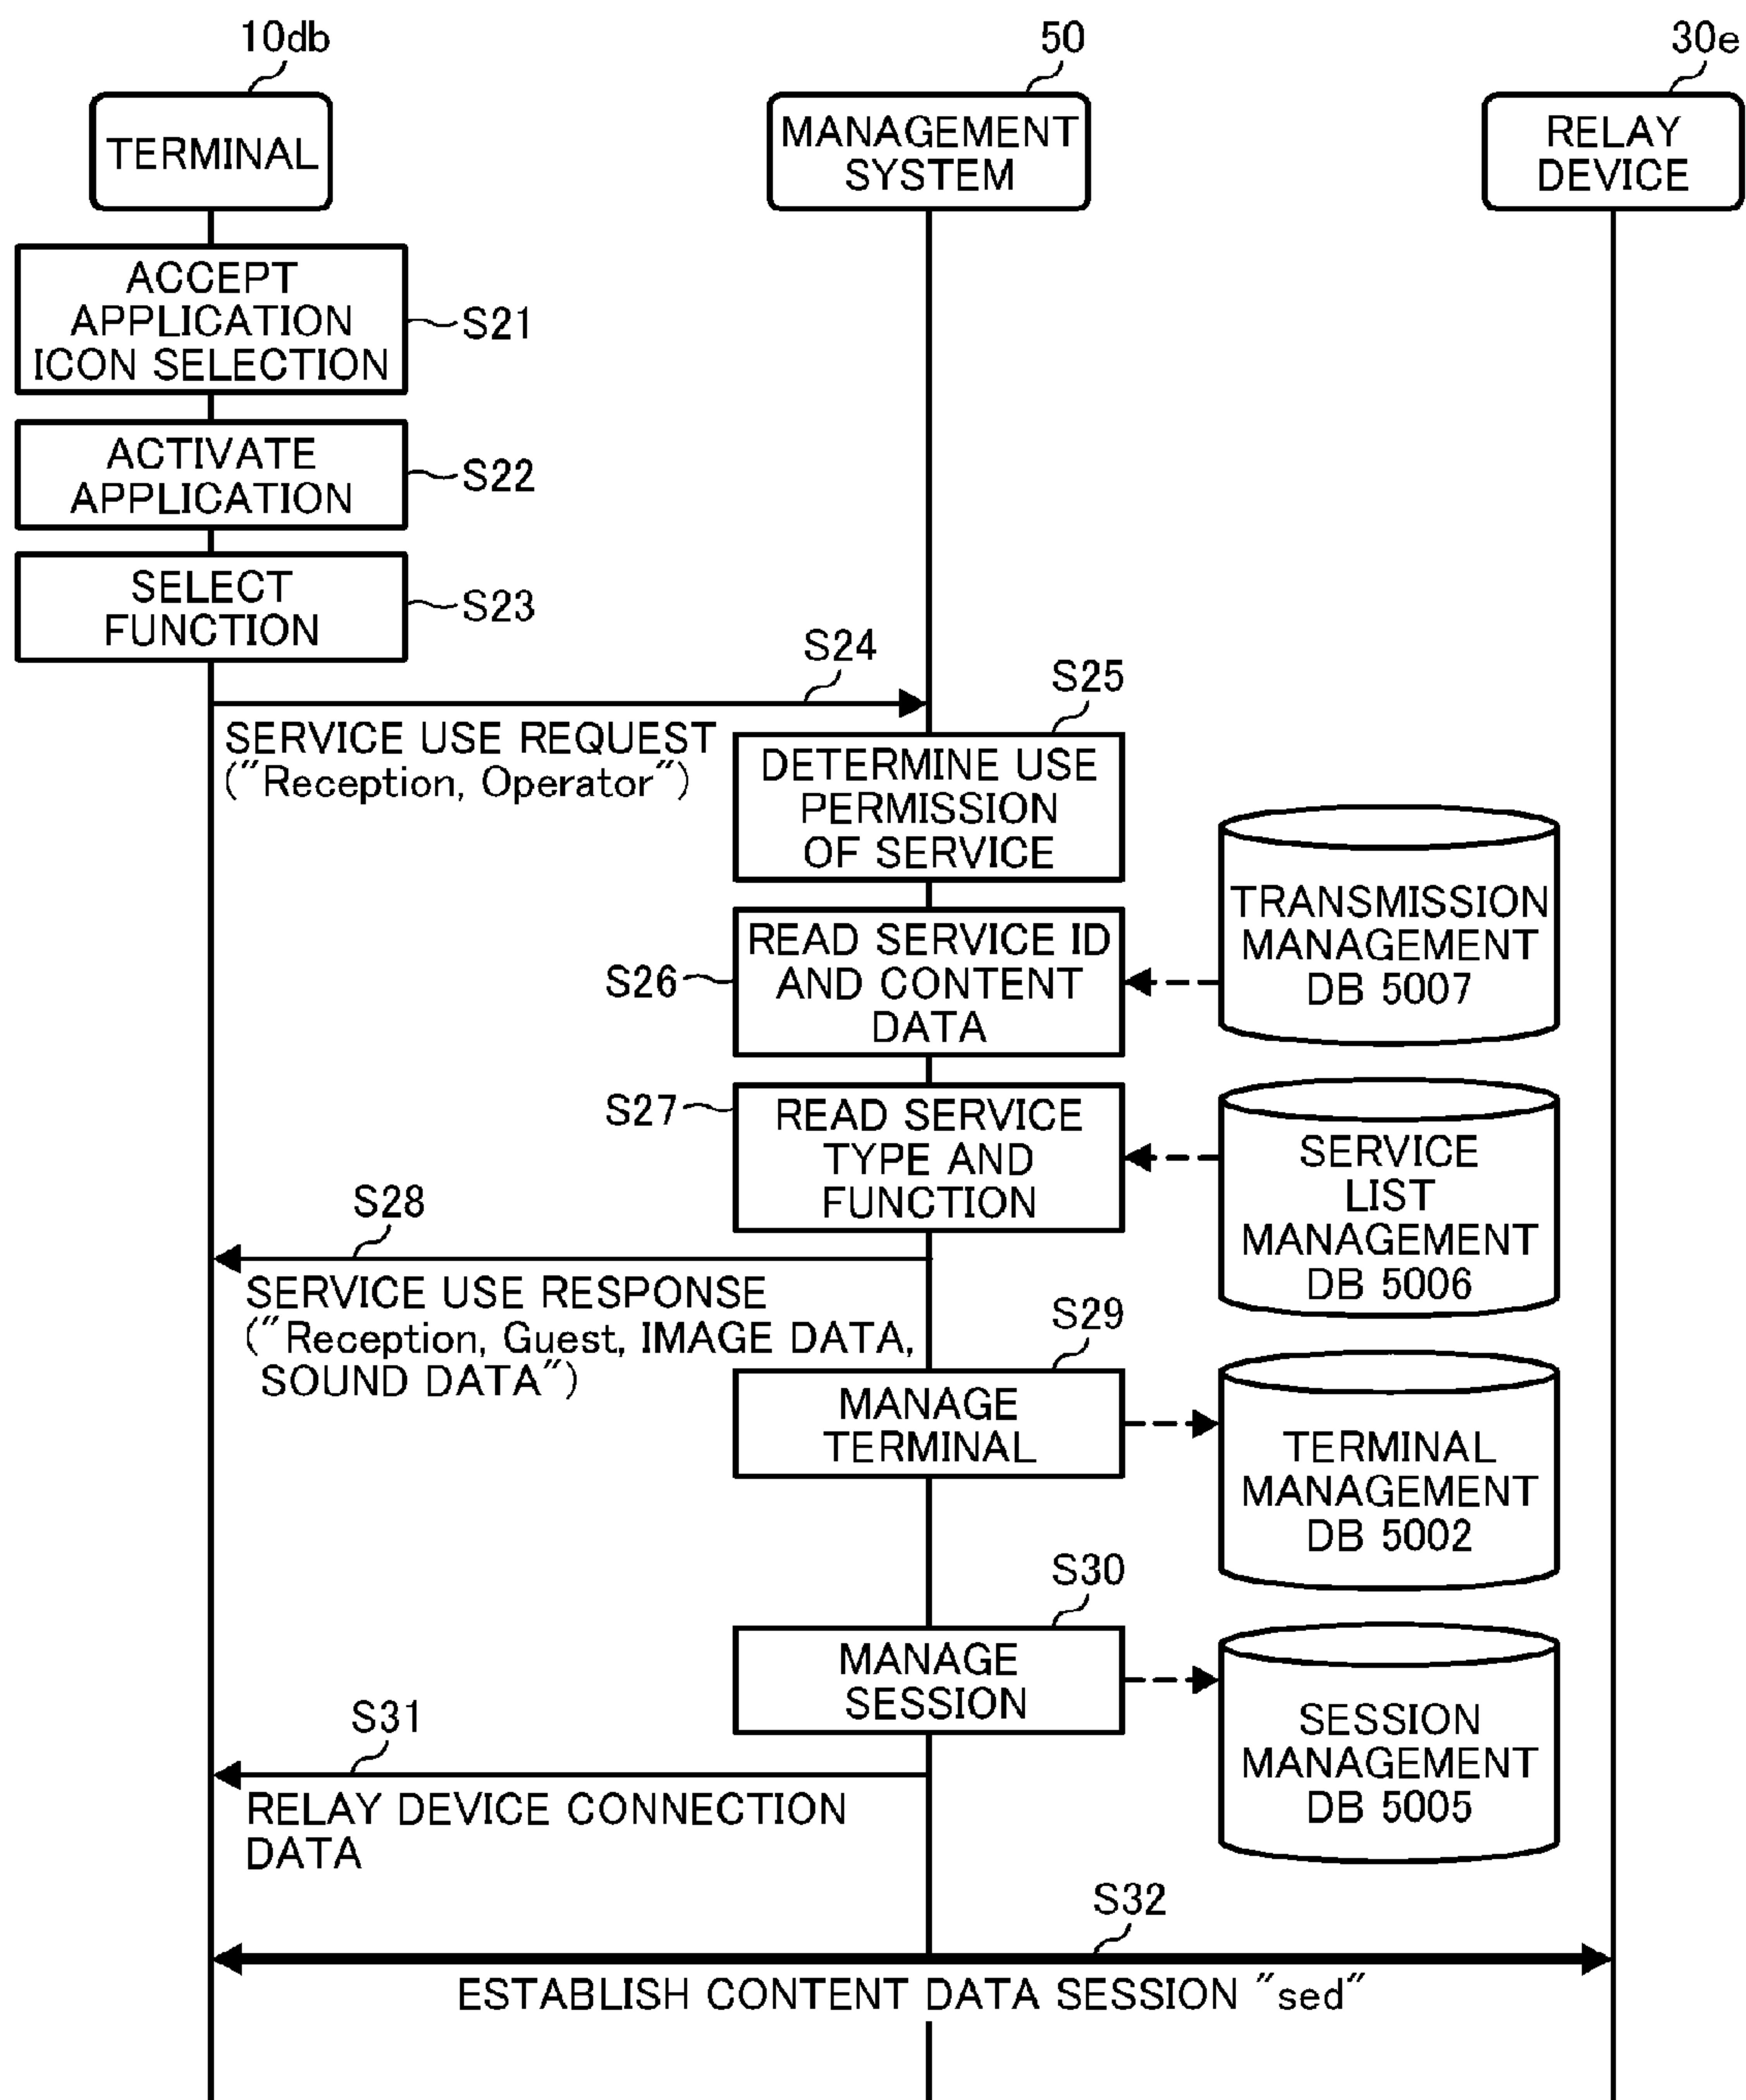 10db
50
30e
TERMINAL
MANAGEMENT
SYSTEM
RELAY
DEVICE
ACCEPT
APPLICATION
ICON SELECTION
S21
ACTIVATE
APPLICATION
S22
SELECT
FUNCTION
S23
S24
SERVICE USE REQUEST
("Reception, Operator")
S25
DETERMINE USE
PERMISSION
OF SERVICE
S26
READ SERVICE ID
AND CONTENT
DATA
TRANSMISSION
MANAGEMENT
DB 5007
S27
READ SERVICE
TYPE AND
FUNCTION
SERVICE
LIST
MANAGEMENT
DB 5006
S28
SERVICE USE RESPONSE
("Reception, Guest, IMAGE DATA,
SOUND DATA")
S29
MANAGE
TERMINAL
TERMINAL
MANAGEMENT
DB 5002
S30
MANAGE
SESSION
SESSION
MANAGEMENT
DB 5005
S31
RELAY DEVICE CONNECTION
DATA
S32
ESTABLISH CONTENT DATA SESSION "sed"